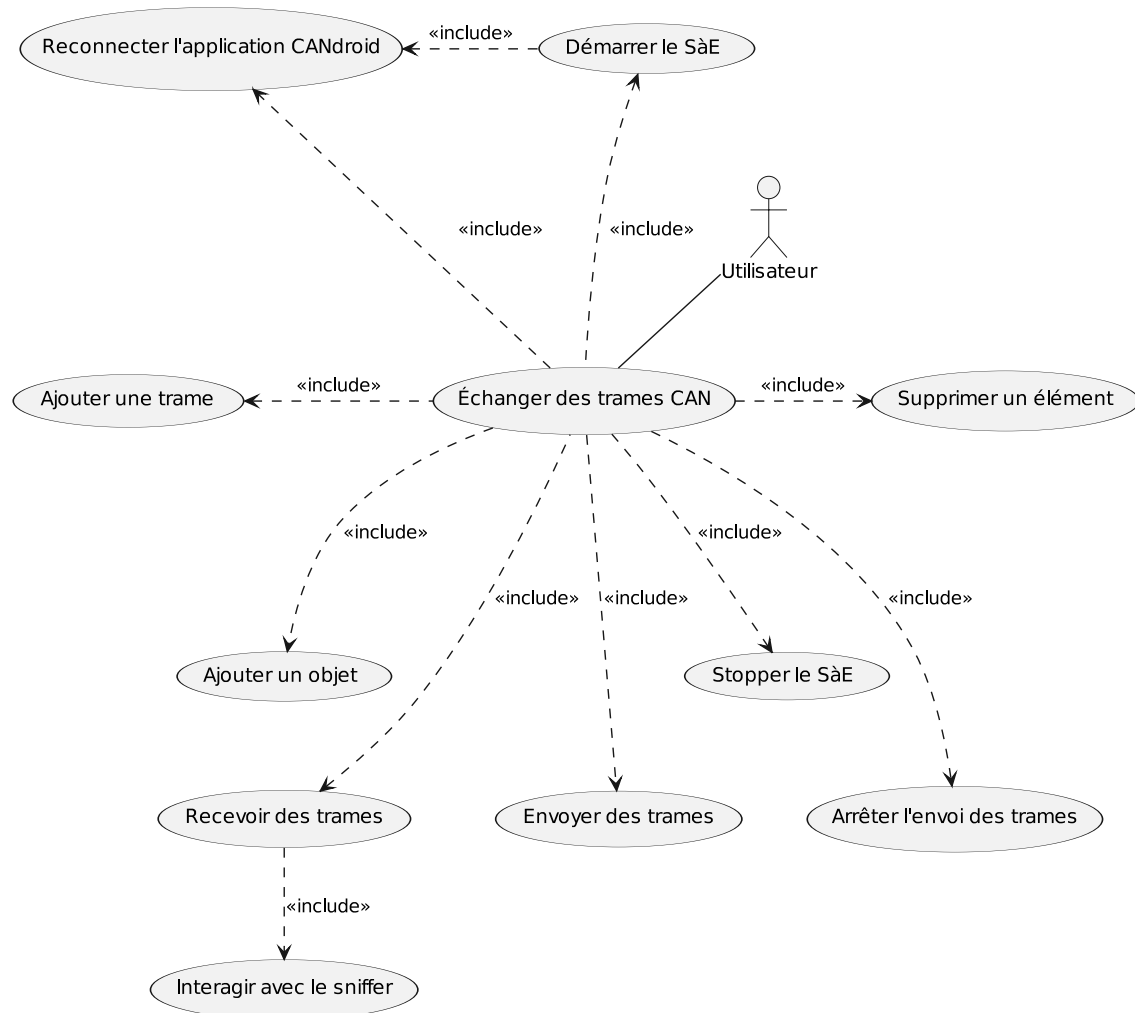 Reconnecter l'application CANdroid
«include»
Démarrer le SàE
«include»
«include»
Utilisateur
Ajouter une trame
«include»
Échanger des trames CAN
«include»
Supprimer un élément
«include»
«include»
«include»
«include»
«include»
Ajouter un objet
Stopper le SàE
Recevoir des trames
Envoyer des trames
Arrêter l'envoi des trames
«include»
Interagir avec le sniffer